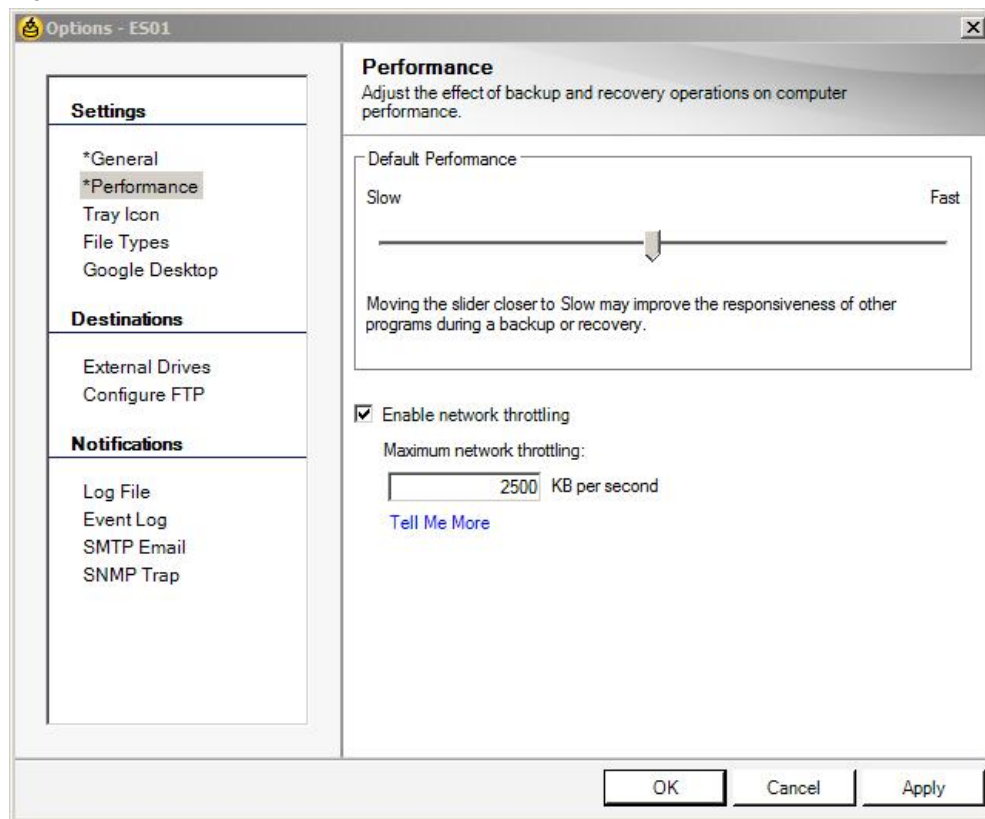 Options - ES01
Settings
*General
*Performance
Tray Icon
File Types
Google Desktop
Destinations
External Drives
Configure FTP
Notifications
Log File
Event Log
SMTP Email
SNMP Trap
Performance
Adjust the effect of backup and recovery operations on computer
performance.
Default Performance
Slow
Fast
Moving the slider closer to Slow may improve the responsiveness of other
programs during a backup or recovery.
Enable network throttling
Maximum network throttling:
2500 KB per second
Tell Me More
OK
Cancel
Apply